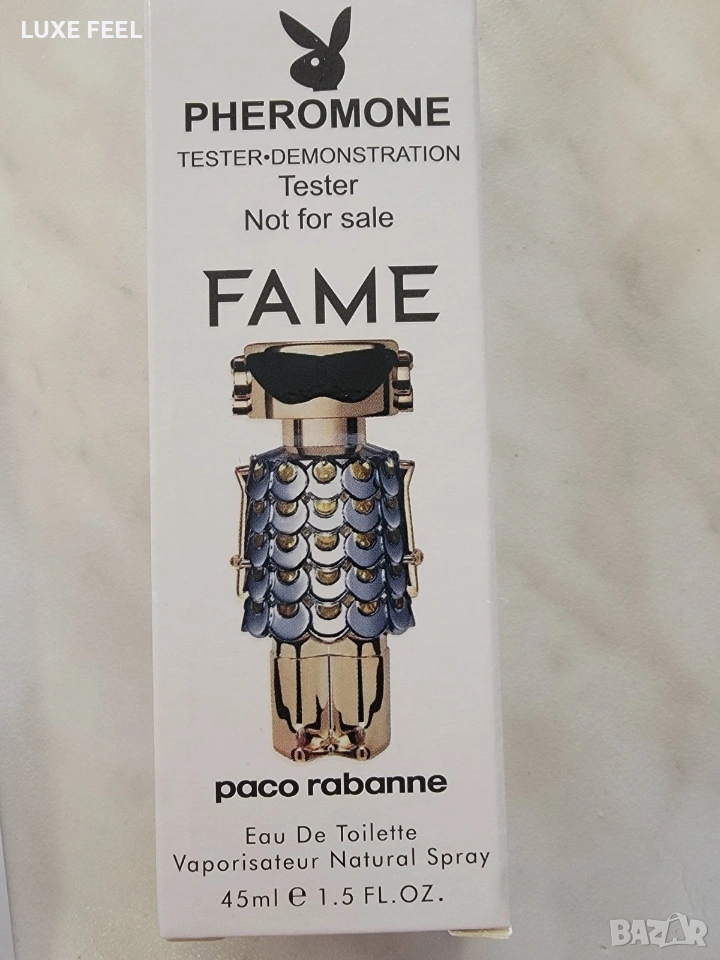 LUXE FEEL
PHEROMONE
TESTER•DEMONSTRATION
Tester
Not for sale
FAME
paco rabanne
Eau De Toilette
Vaporisateur Natural Spray
45ml e 1.5 FL.OZ.
BAZAR